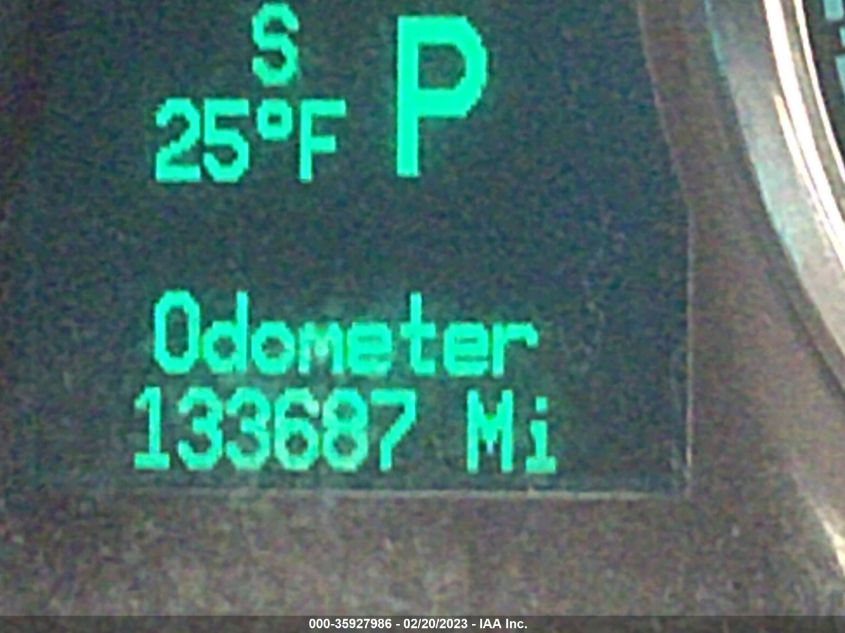 S
25°F P
Odometer
133687 Mi
000-35927986 - 02/20/2023 - IAA Inc.